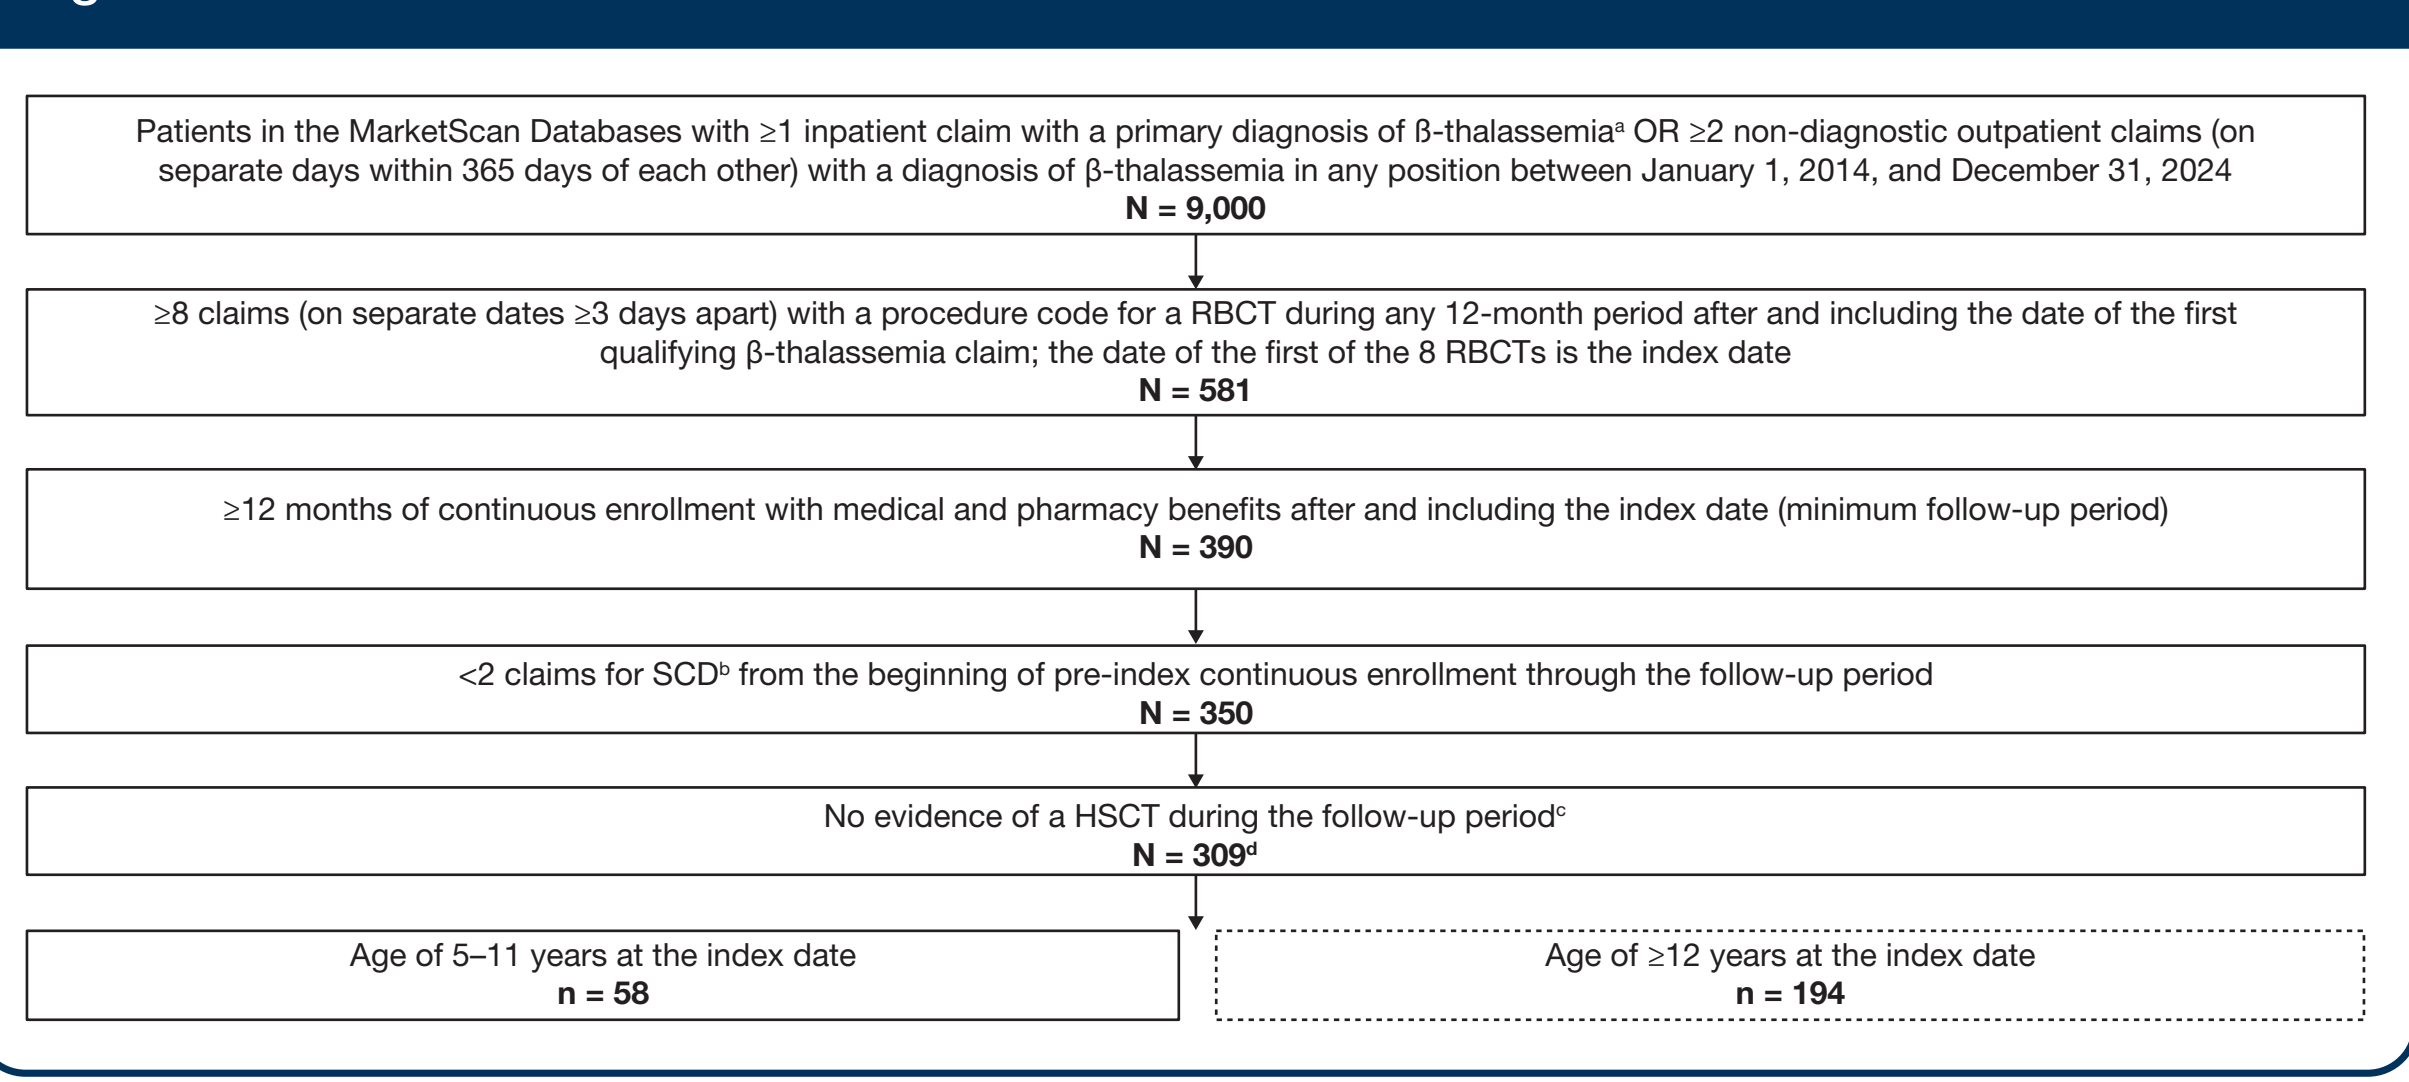 Patients in the MarketScan Databases with ≥1 inpatient claim with a primary diagnosis of ß-thalassemiaᵃ OR ≥2 non-diagnostic outpatient claims (on
separate days within 365 days of each other) with a diagnosis of β-thalassemia in any position between January 1, 2014, and December 31, 2024
N = 9,000
≥8 claims (on separate dates ≥3 days apart) with a procedure code for a RBCT during any 12-month period after and including the date of the first
qualifying β-thalassemia claim; the date of the first of the 8 RBCTs is the index date
N = 581
≥12 months of continuous enrollment with medical and pharmacy benefits after and including the index date (minimum follow-up period)
N = 390
<2 claims for SCDᵇ from the beginning of pre-index continuous enrollment through the follow-up period
N = 350
No evidence of a HSCT during the follow-up periodᶜ
N = 309ᵈ
Age of 5–11 years at the index date
n = 58
Age of ≥12 years at the index date
n = 194